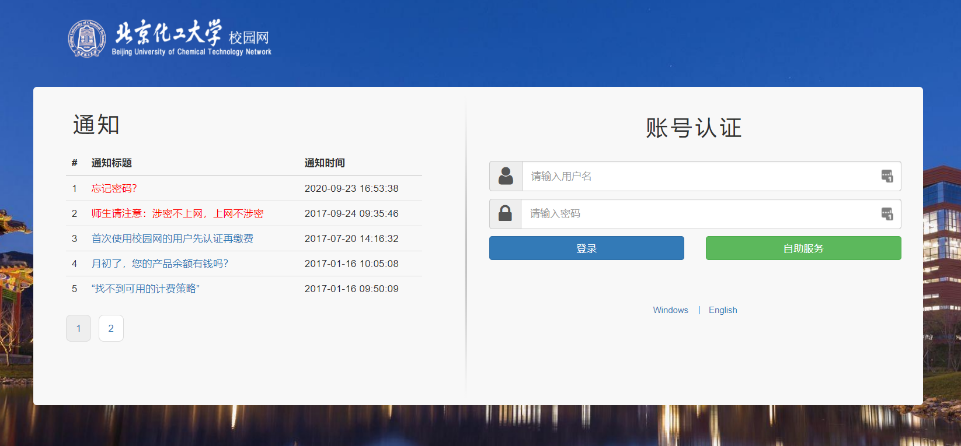 北京化工大学 校园网
Beijing University of Chemical Technology Network
通知
# 通知标题 通知时间
1 忘记密码? 2020-09-23 16:53:38
2 师生请注意：涉密不上网，上网不涉密 2017-09-24 09:35:46
3 首次使用校园网的用户先认证再缴费 2017-07-20 14:16:32
4 月初了，您的产品余额有钱吗? 2017-01-16 10:05:08
5 "找不到可用的计费策略" 2017-01-16 09:50:09
1 2
账号认证
请输入用户名
请输入密码
登录 自助服务
Windows | English